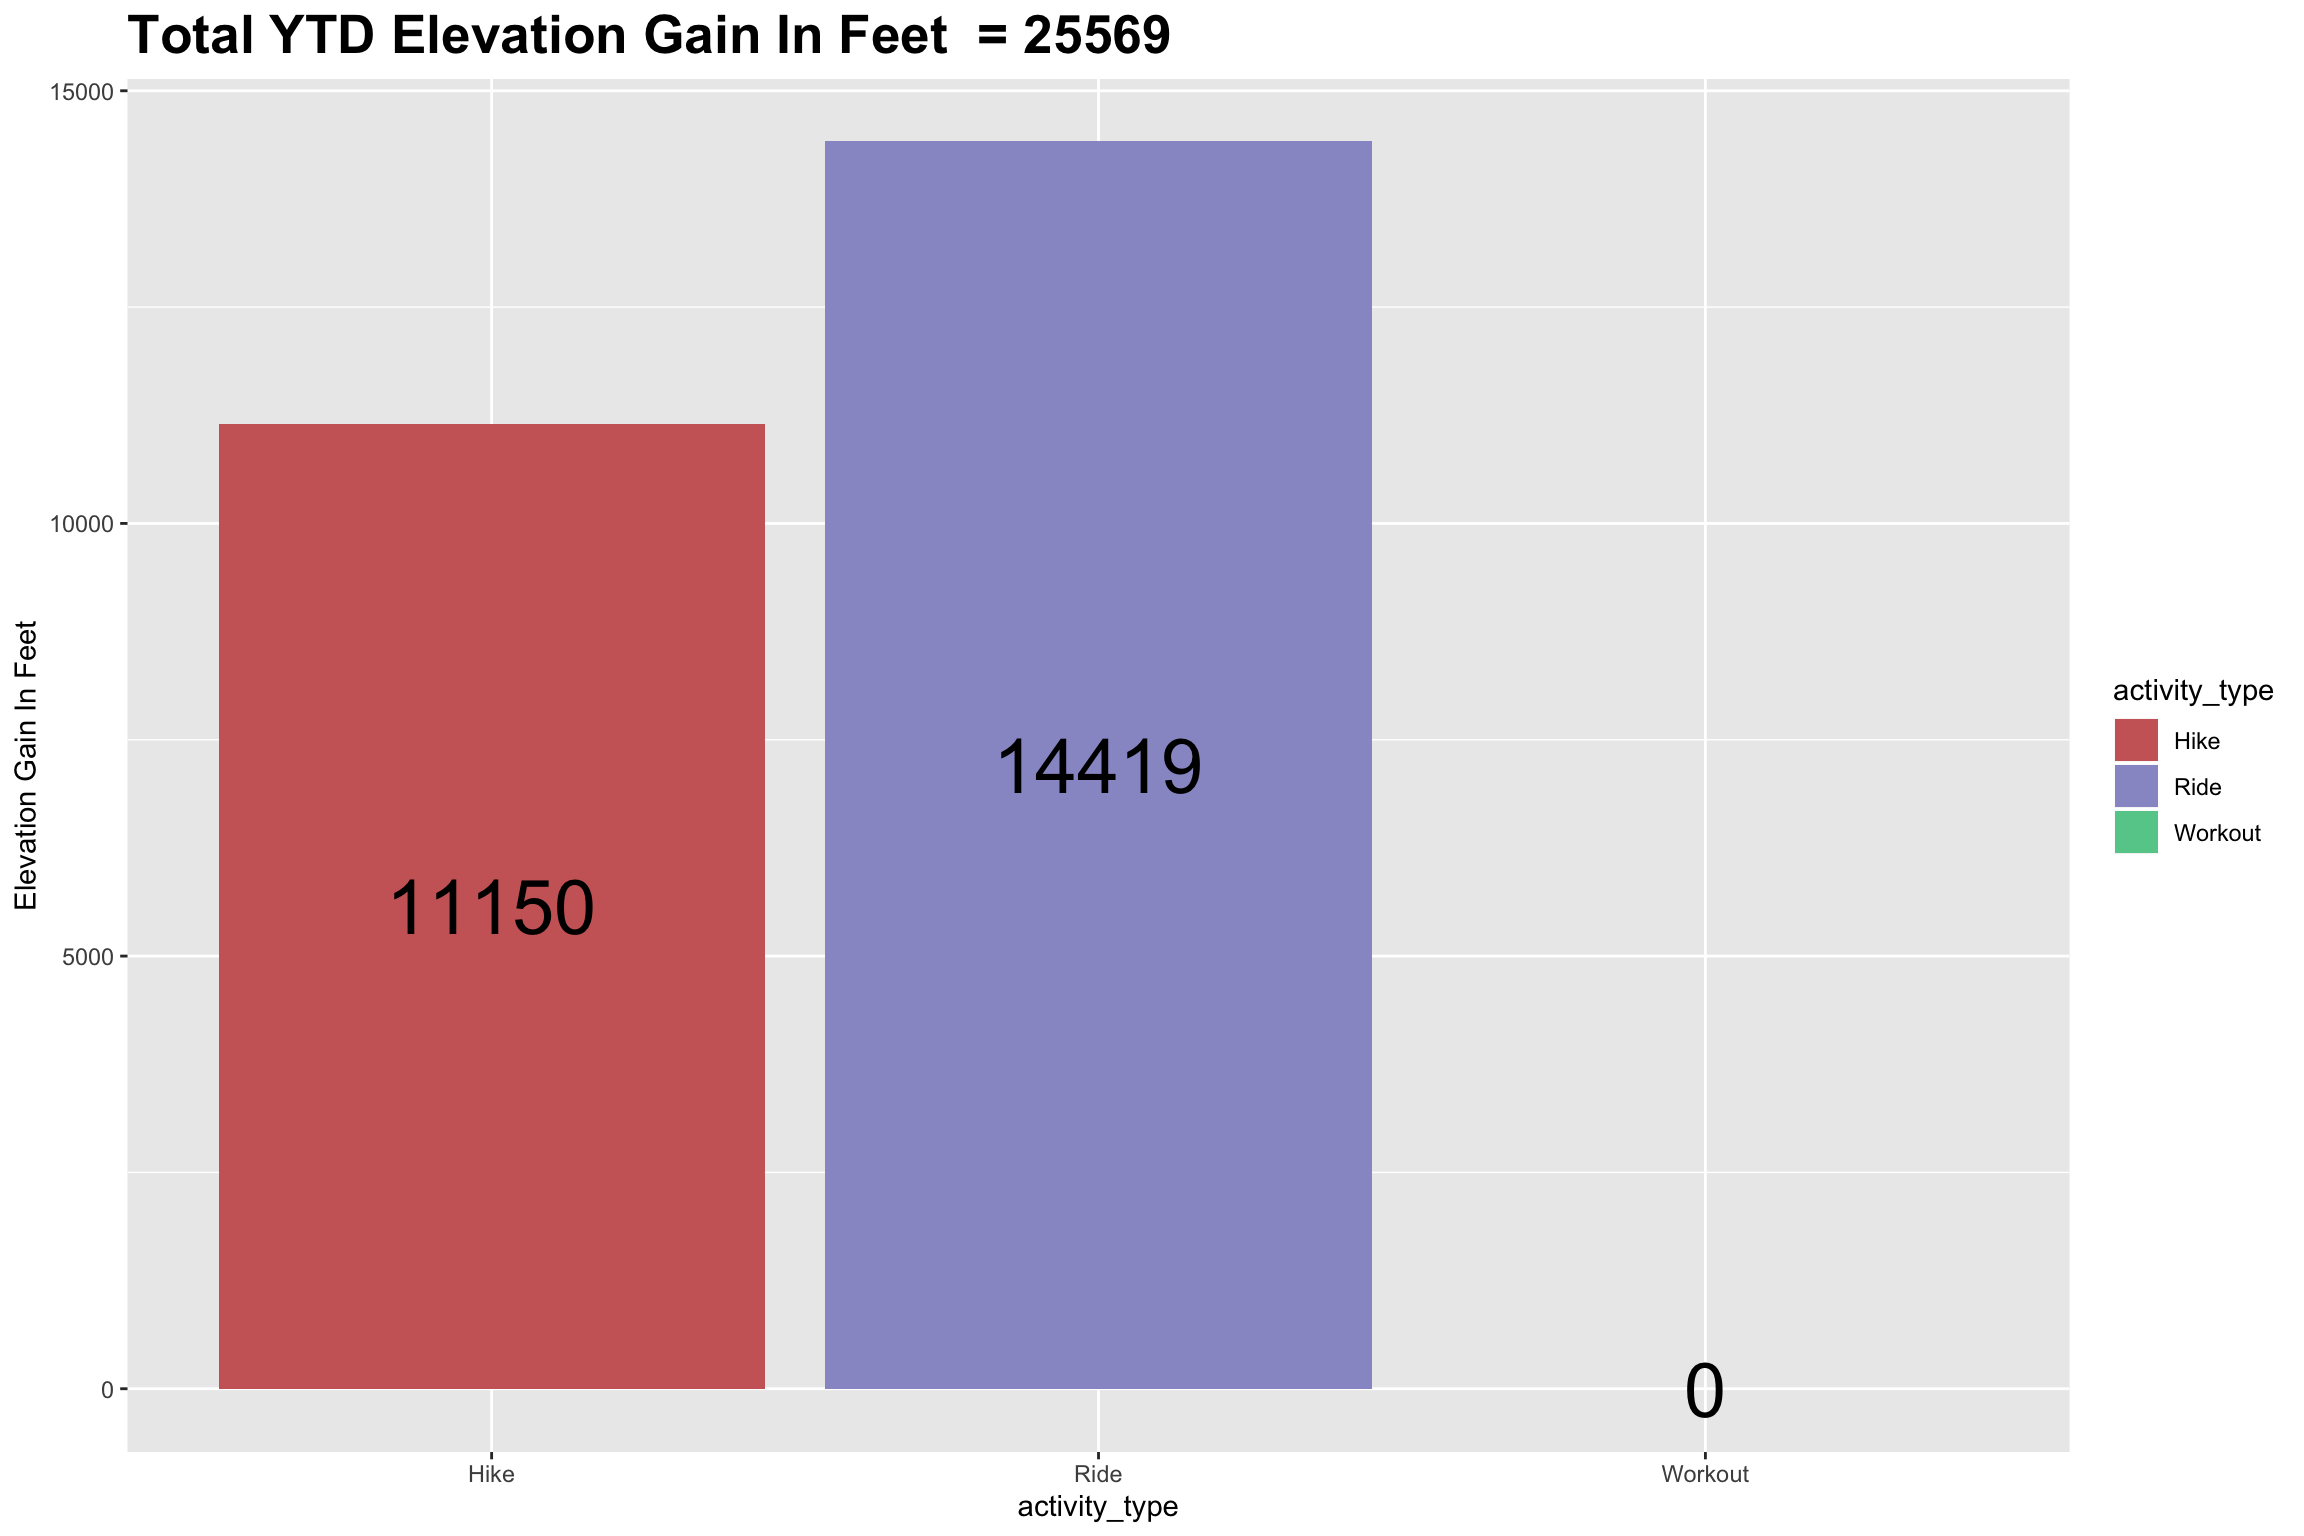 Total YTD Elevation Gain In Feet  = 25569
15000
10000
5000
0
Elevation Gain In Feet
11150
14419
0
Hike
Ride
Workout
activity_type
activity_type
Hike
Ride
Workout